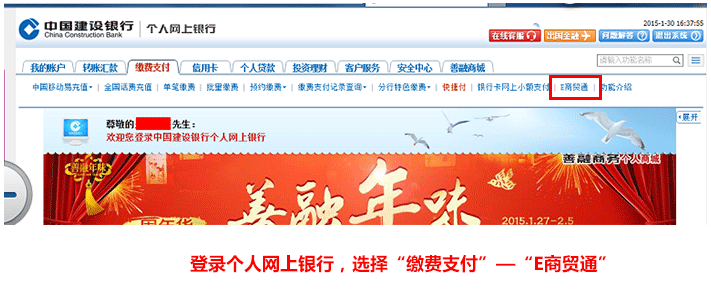 中国建设银行 China Construction Bank 个人网上银行
2015-1-30 16:37:55
在线客服 出国金融 问题解答 退出系统
我的账户 转账汇款 缴费支付 信用卡 个人贷款 投资理财 客户服务 安全中心 善融商城
请输入功能名称
中国移动易充值 | 全国话费充值 | 单笔缴费 | 批量缴费 | 预约缴费 | 缴费支付记录查询 | 分行特色缴费 | 快捷付 | 银行卡网上小额支付 | E商贸通 | 功能介绍
展开
尊敬的 先生:
欢迎您登录中国建设银行个人网上银行
善融商务个人商城
善融年味
善融年味
周年华
2015.1.27-2.5
登录个人网上银行，选择“缴费支付”—“E商贸通”